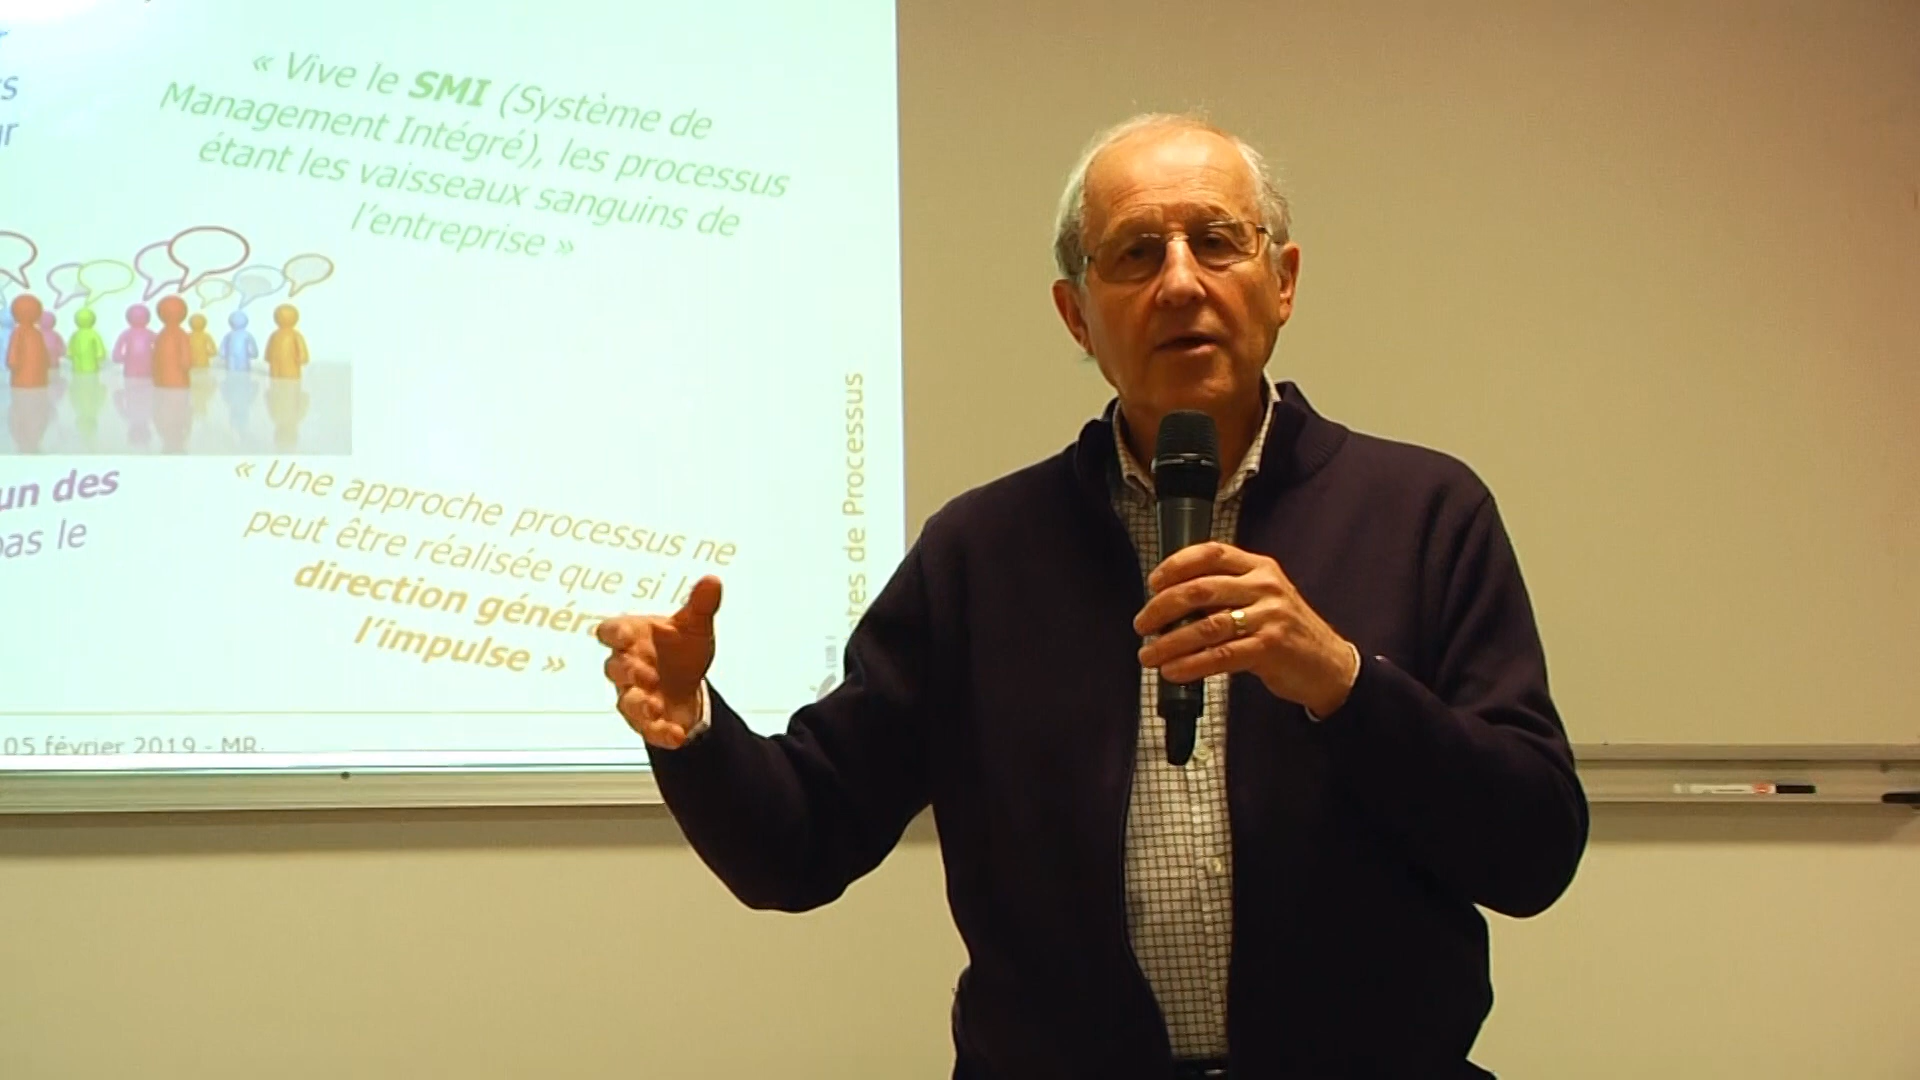 « Vive le SMI (Système de
Management Intégré), les processus
étant les vaisseaux sanguins de
l'entreprise »
un des
pas le
« Une approche processus ne
peut être réalisée que si la
direction généra
l'impulse »
de Processus
05 février 2019 - MR